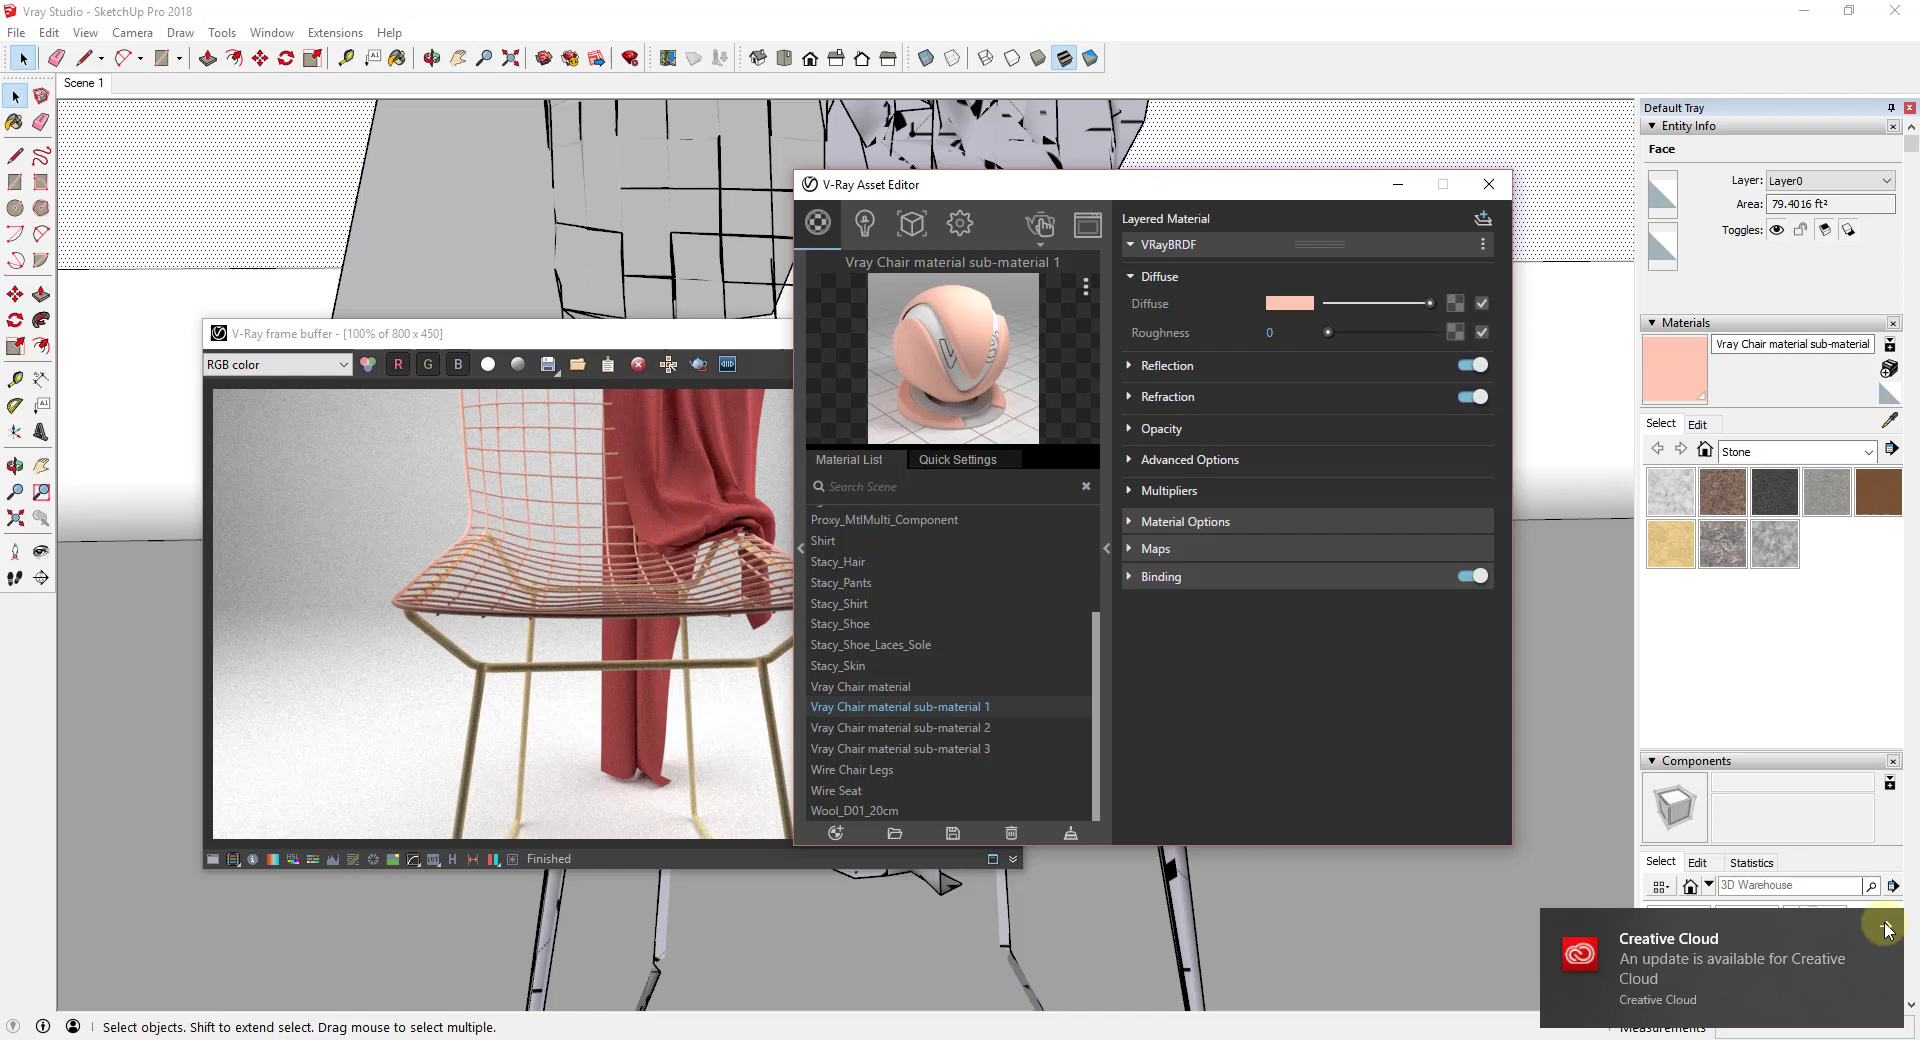 Vray Studio - SketchUp Pro 2018
File Edit View Camera Draw Tools Window Extensions Help
Scene 1
Default Tray
Entity Info
Face
Layer: Layer0
Area: 79.4016 ft²
Toggles:
Materials
Vray Chair material sub-material
Select Edit
Stone
Components
Select Edit Statistics
3D Warehouse
V-Ray Asset Editor
Vray Chair material sub-material 1
Material List Quick Settings
Search Scene
Proxy_MtlMulti_Component
Shirt
Stacy_Hair
Stacy_Pants
Stacy_Shirt
Stacy_Shoe
Stacy_Shoe_Laces_Sole
Stacy_Skin
Vray Chair material
Vray Chair material sub-material 1
Vray Chair material sub-material 2
Vray Chair material sub-material 3
Wire Chair Legs
Wire Seat
Wool_D01_20cm
Layered Material
VRayBRDF
Diffuse
Diffuse
Roughness 0
Reflection
Refraction
Opacity
Advanced Options
Multipliers
Material Options
Maps
Binding
V-Ray frame buffer - [100% of 800 x 450]
RGB color
R G B
Finished
Creative Cloud
An update is available for Creative
Cloud
Creative Cloud
Select objects. Shift to extend select. Drag mouse to select multiple.
Measurements